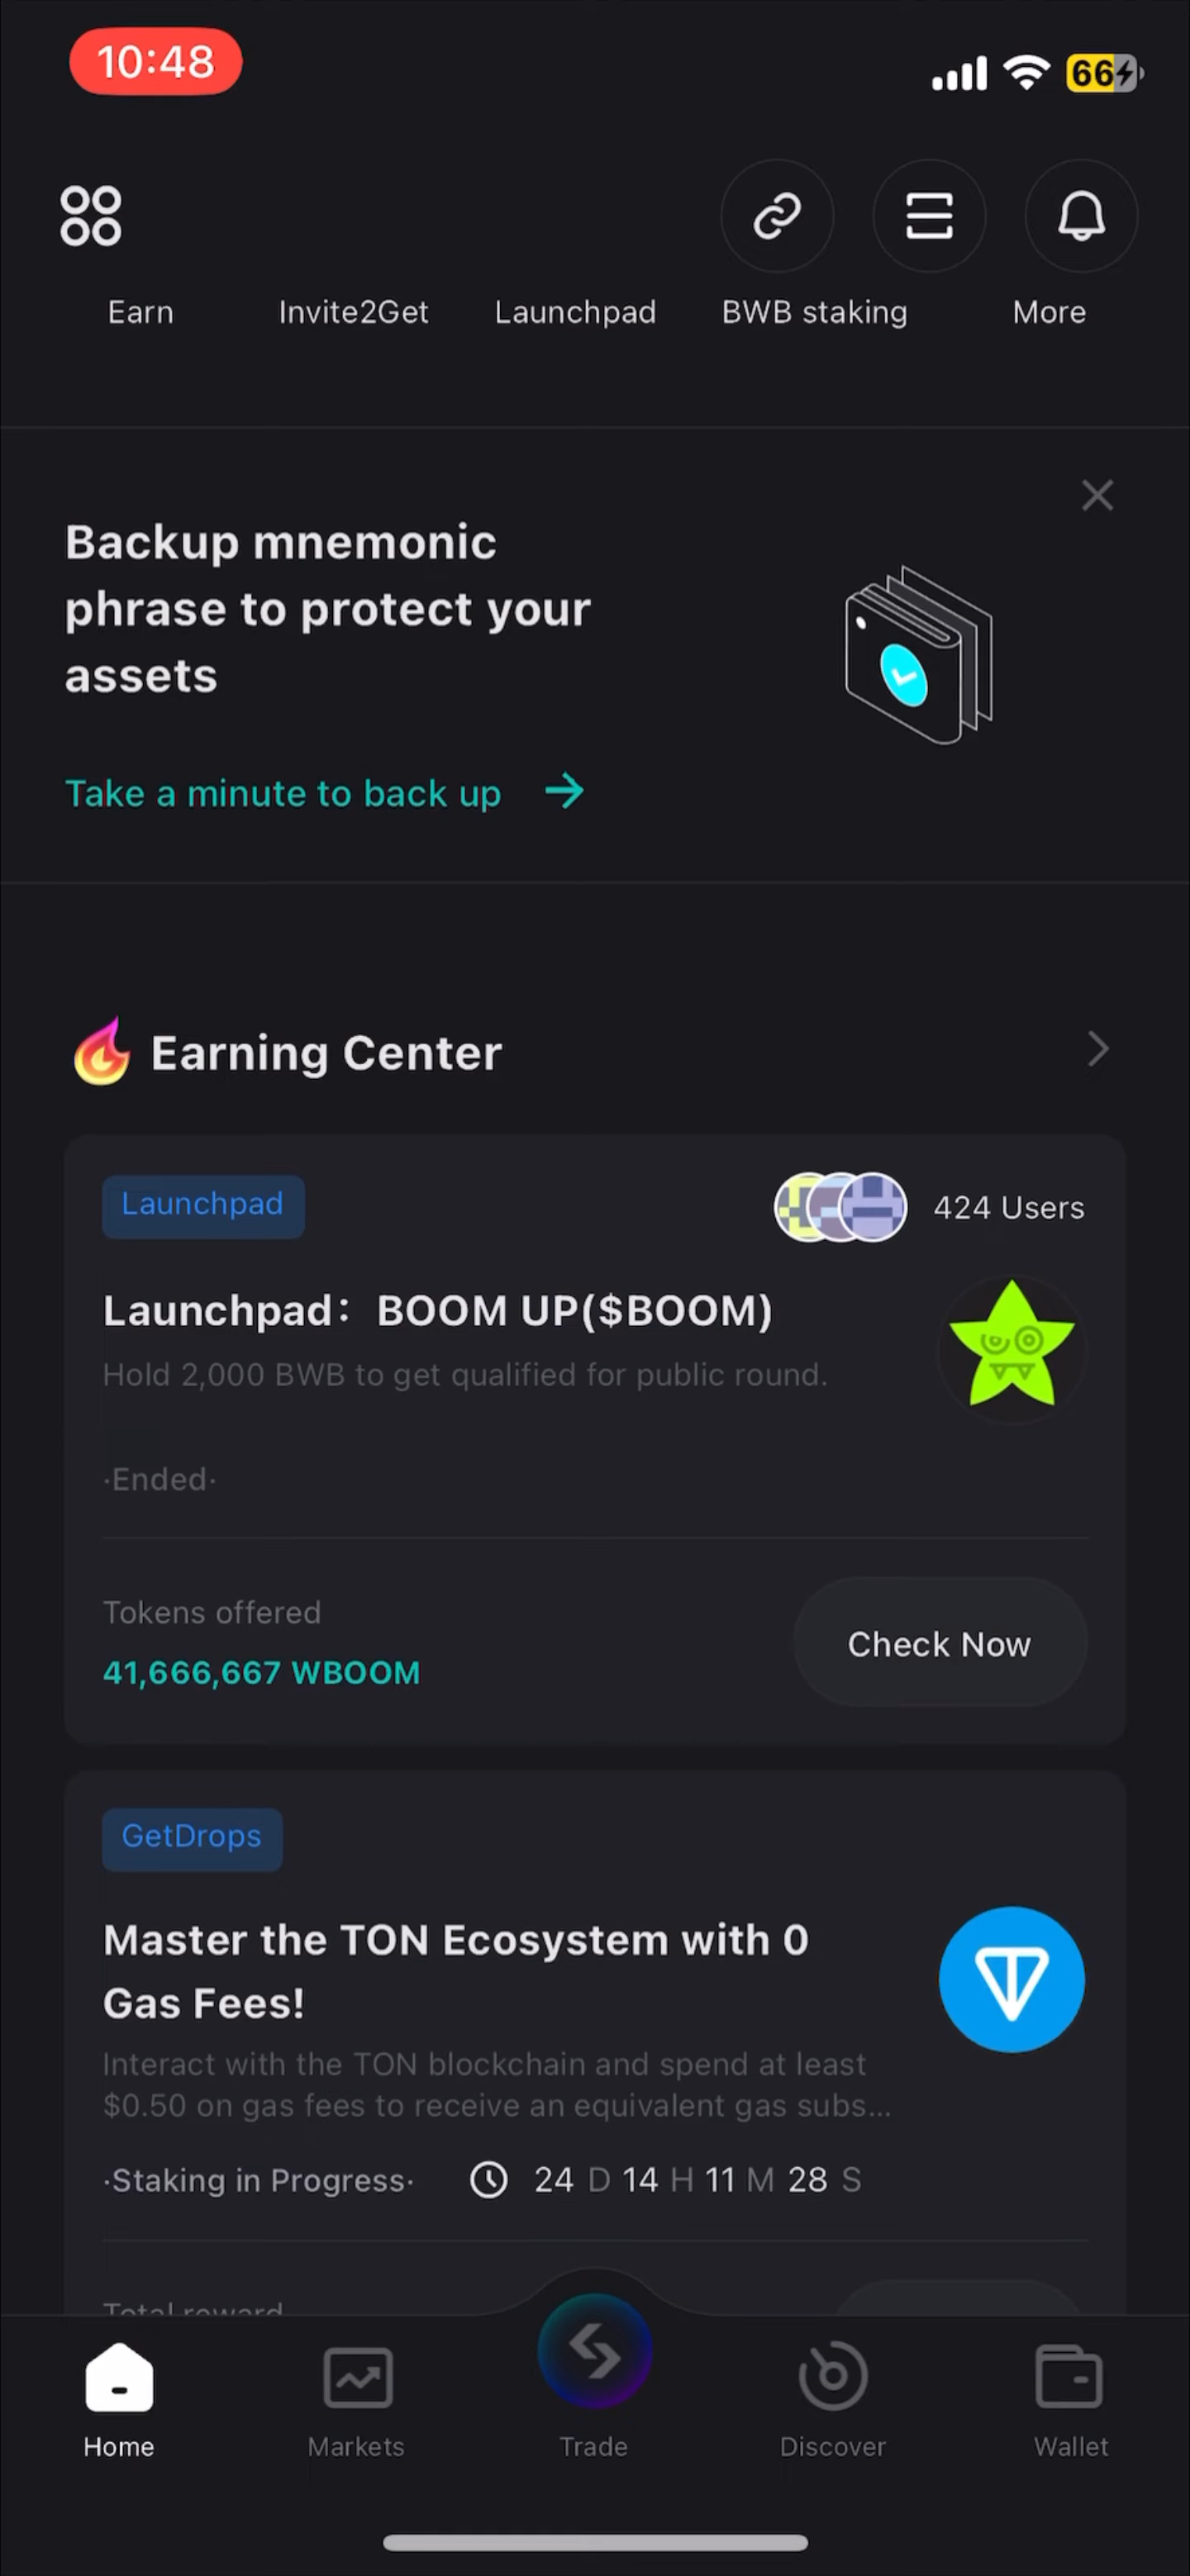 10:48
66
Earn Invite2Get Launchpad BWB staking More
Backup mnemonic
phrase to protect your
assets
Take a minute to back up
Earning Center
Launchpad
424 Users
Launchpad：BOOM UP($BOOM)
Hold 2,000 BWB to get qualified for public round.
·Ended·
Tokens offered
41,666,667 WBOOM
Check Now
GetDrops
Master the TON Ecosystem with 0
Gas Fees!
Interact with the TON blockchain and spend at least
$0.50 on gas fees to receive an equivalent gas subs...
·Staking in Progress· 24 D 14 H 11 M 28 S
Total reward
Home Markets Trade Discover Wallet